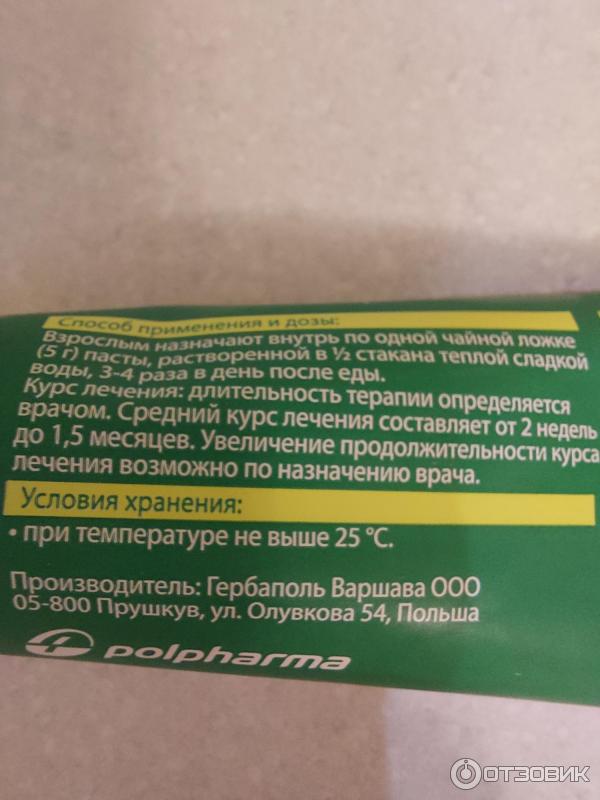 Способ применения и дозы:
Взрослым назначают внутрь по одной чайной ложке
(5 г) пасты, растворенной в ½ стакана теплой сладкой
воды, 3-4 раза в день после еды.
Курс лечения: длительность терапии определяется
врачом. Средний курс лечения составляет от 2 недель
до 1,5 месяцев. Увеличение продолжительности курса
лечения возможно по назначению врача.
Условия хранения:
• при температуре не выше 25 °C.
Производитель: Гербаполь Варшава ООО
05-800 Прушкув, ул. Олувкова 54, Польша
polpharma
ОТЗОВИК